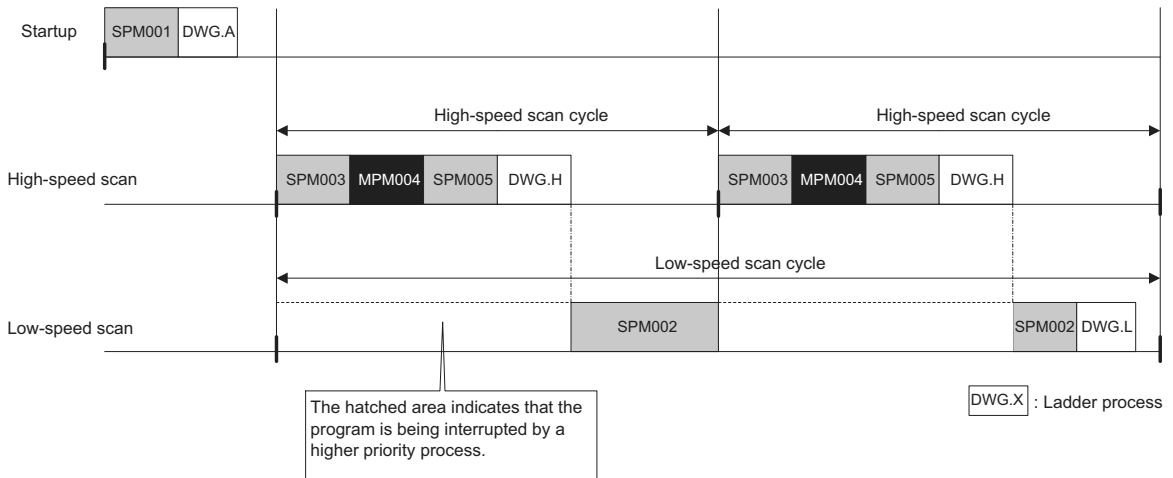 Startup
SPM001 DWG.A
High-speed scan cycle High-speed scan cycle
High-speed scan
SPM003 MPM004 SPM005 DWG.H SPM003 MPM004 SPM005 DWG.H
Low-speed scan cycle
Low-speed scan
SPM002 SPM002 DWG.L
The hatched area indicates that the
program is being interrupted by a
higher priority process.
DWG.X : Ladder process